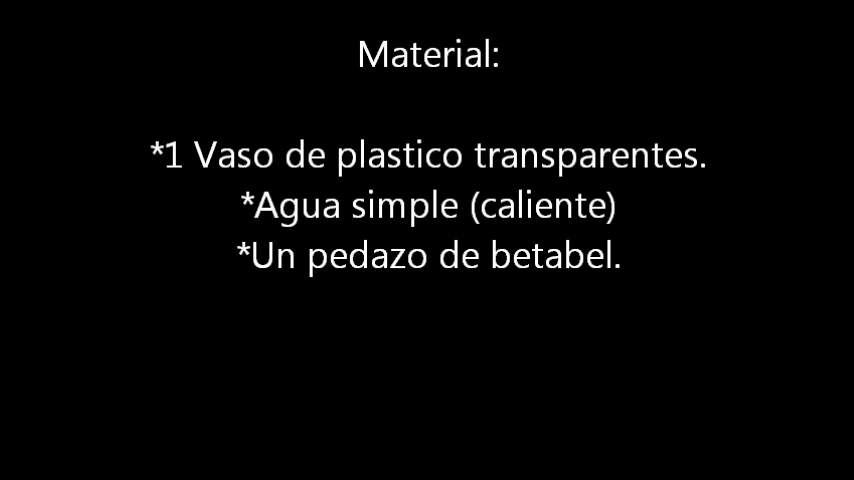 Material:
*1 Vaso de plastico transparentes.
*Agua simple (caliente)
*Un pedazo de betabel.